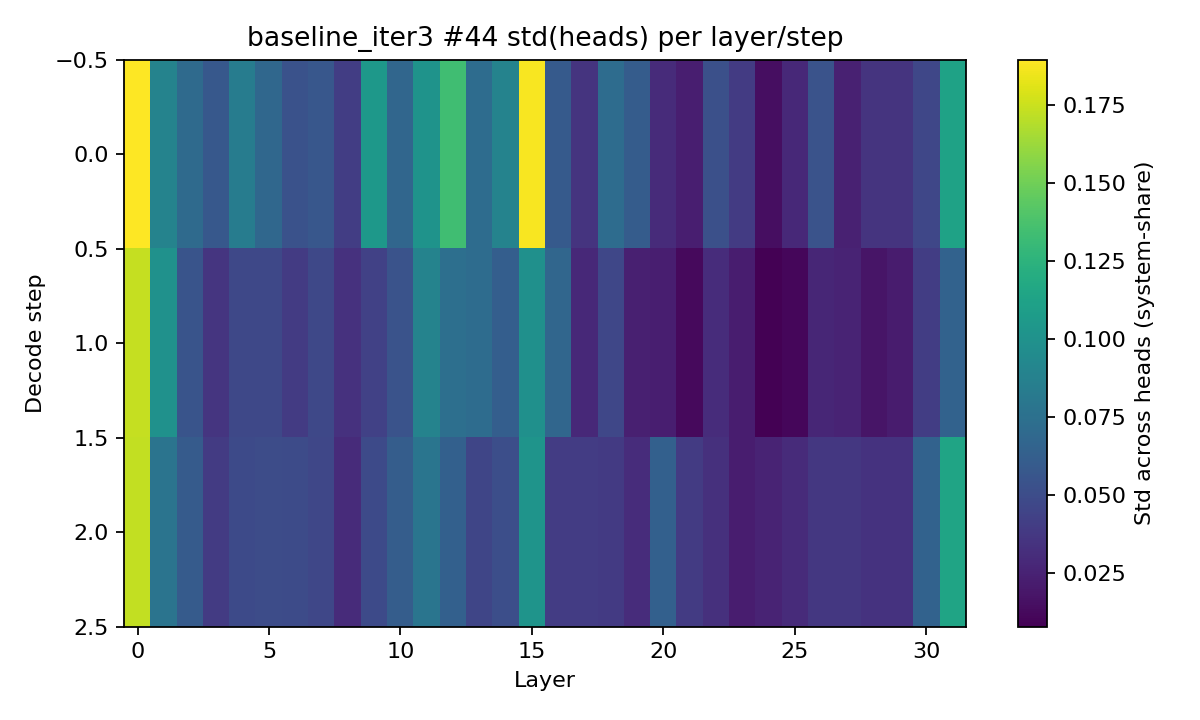 baseline_iter3 #44 std(heads) per layer/step
−0.5
0.0
0.5
1.0
1.5
2.0
2.5
Decode step
0 5 10 15 20 25 30
Layer
0.175
0.150
0.125
0.100
0.075
0.050
0.025
Std across heads (system-share)